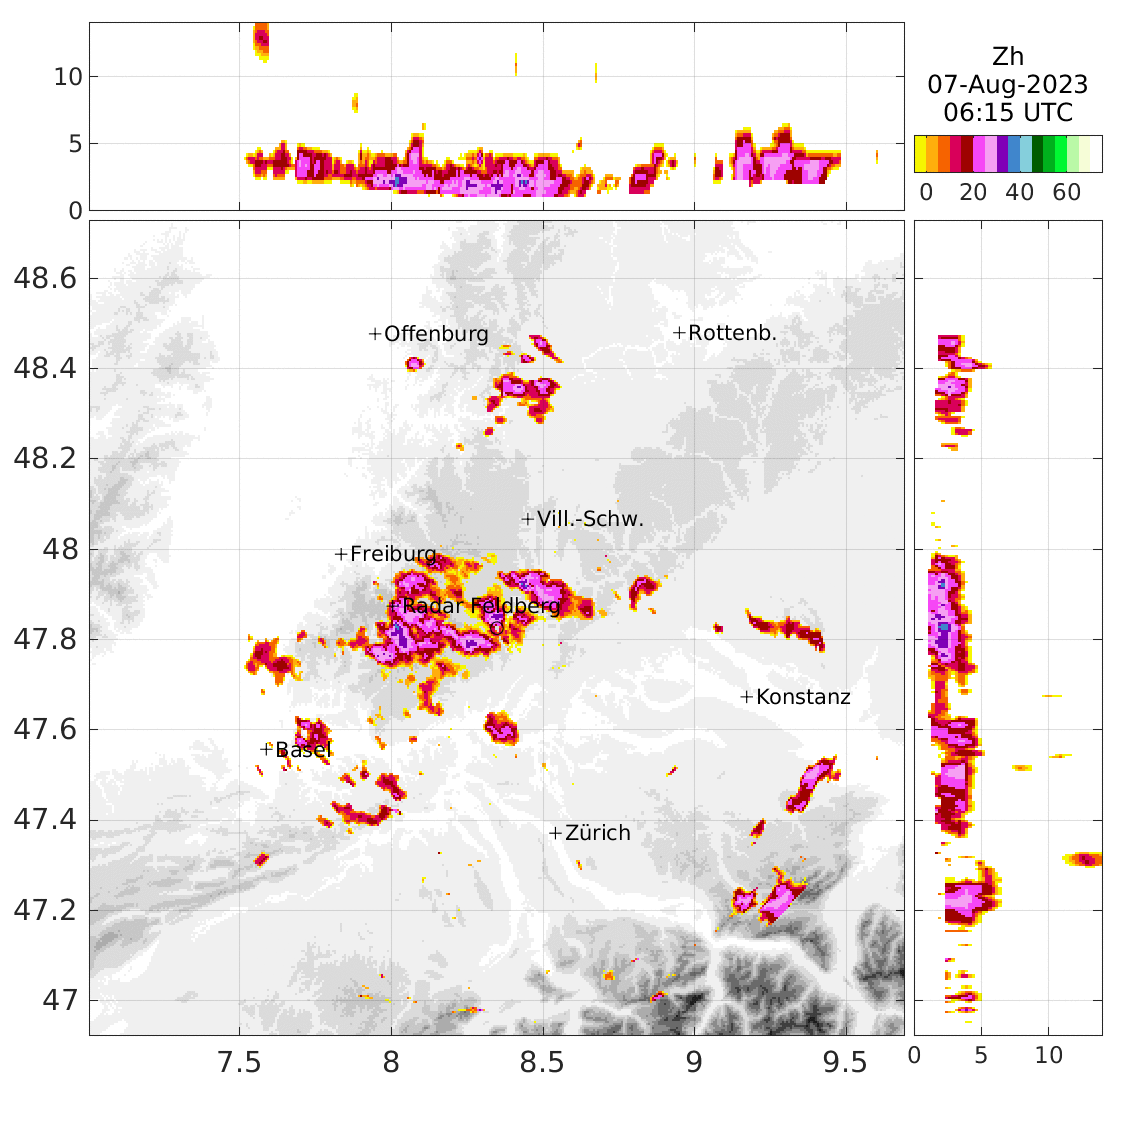 10
5
0
Zh
07-Aug-2023
06:15 UTC
0 20 40 60
48.6
48.4
48.2
48
47.8
47.6
47.4
47.2
47
+Offenburg
+Rottenb.
+Vill.-Schw.
+Freiburg
+Radar Feldberg
+Konstanz
+Basel
+Zürich
7.5 8 8.5 9 9.5
0 5 10